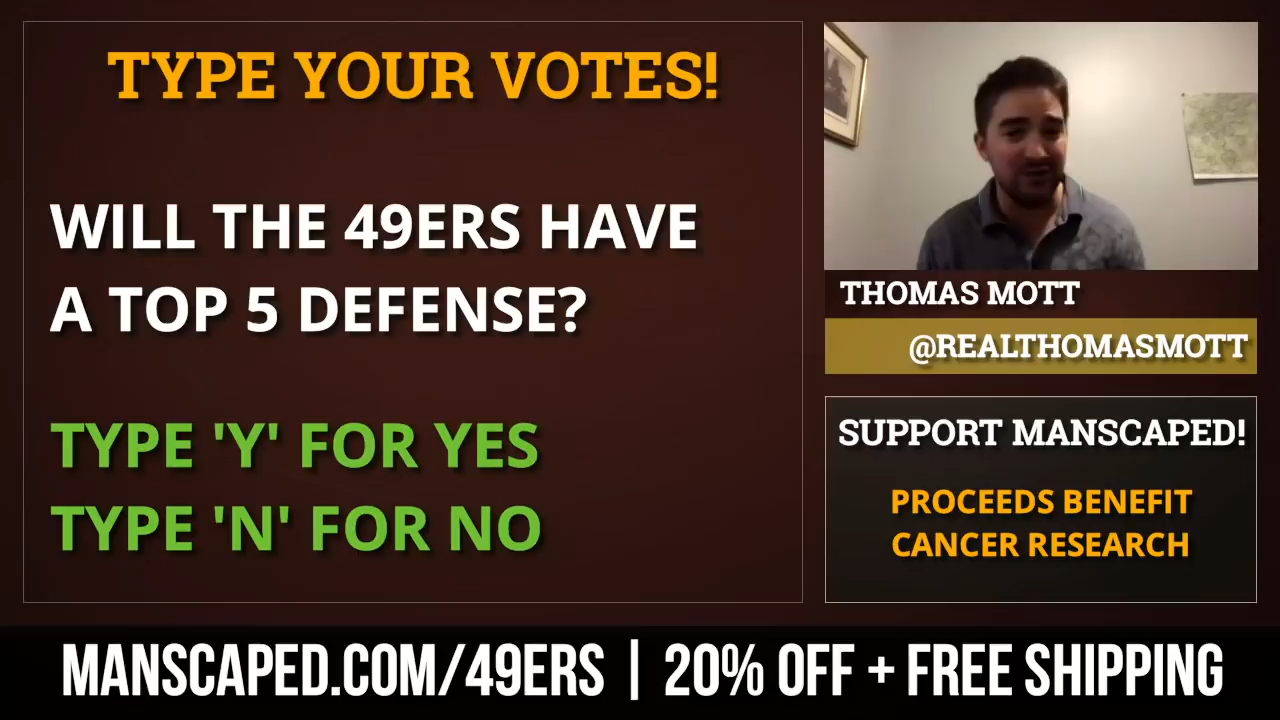 TYPE YOUR VOTES!
WILL THE 49ERS HAVE
A TOP 5 DEFENSE?
TYPE 'Y' FOR YES
TYPE 'N' FOR NO
THOMAS MOTT
@REALTHOMASMOTT
SUPPORT MANSCAPED!
PROCEEDS BENEFIT
CANCER RESEARCH
MANSCAPED.COM/49ERS | 20% OFF + FREE SHIPPING